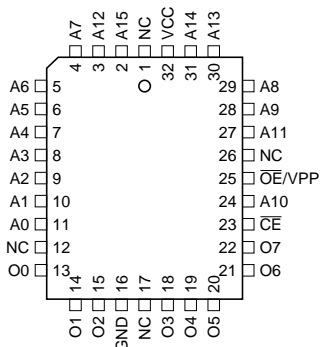 A7 A12 A15 NC VCC A14 A13
4 3 2 1 32 31 30
A6 5 29 A8
A5 6 28 A9
A4 7 27 A11
A3 8 26 NC
A2 9 25 O̅E̅/VPP
A1 10 24 A10
A0 11 23 C̅E̅
NC 12 22 O7
O0 13 21 O6
14 15 16 17 18 19 20
O1 O2 GND NC O3 O4 O5